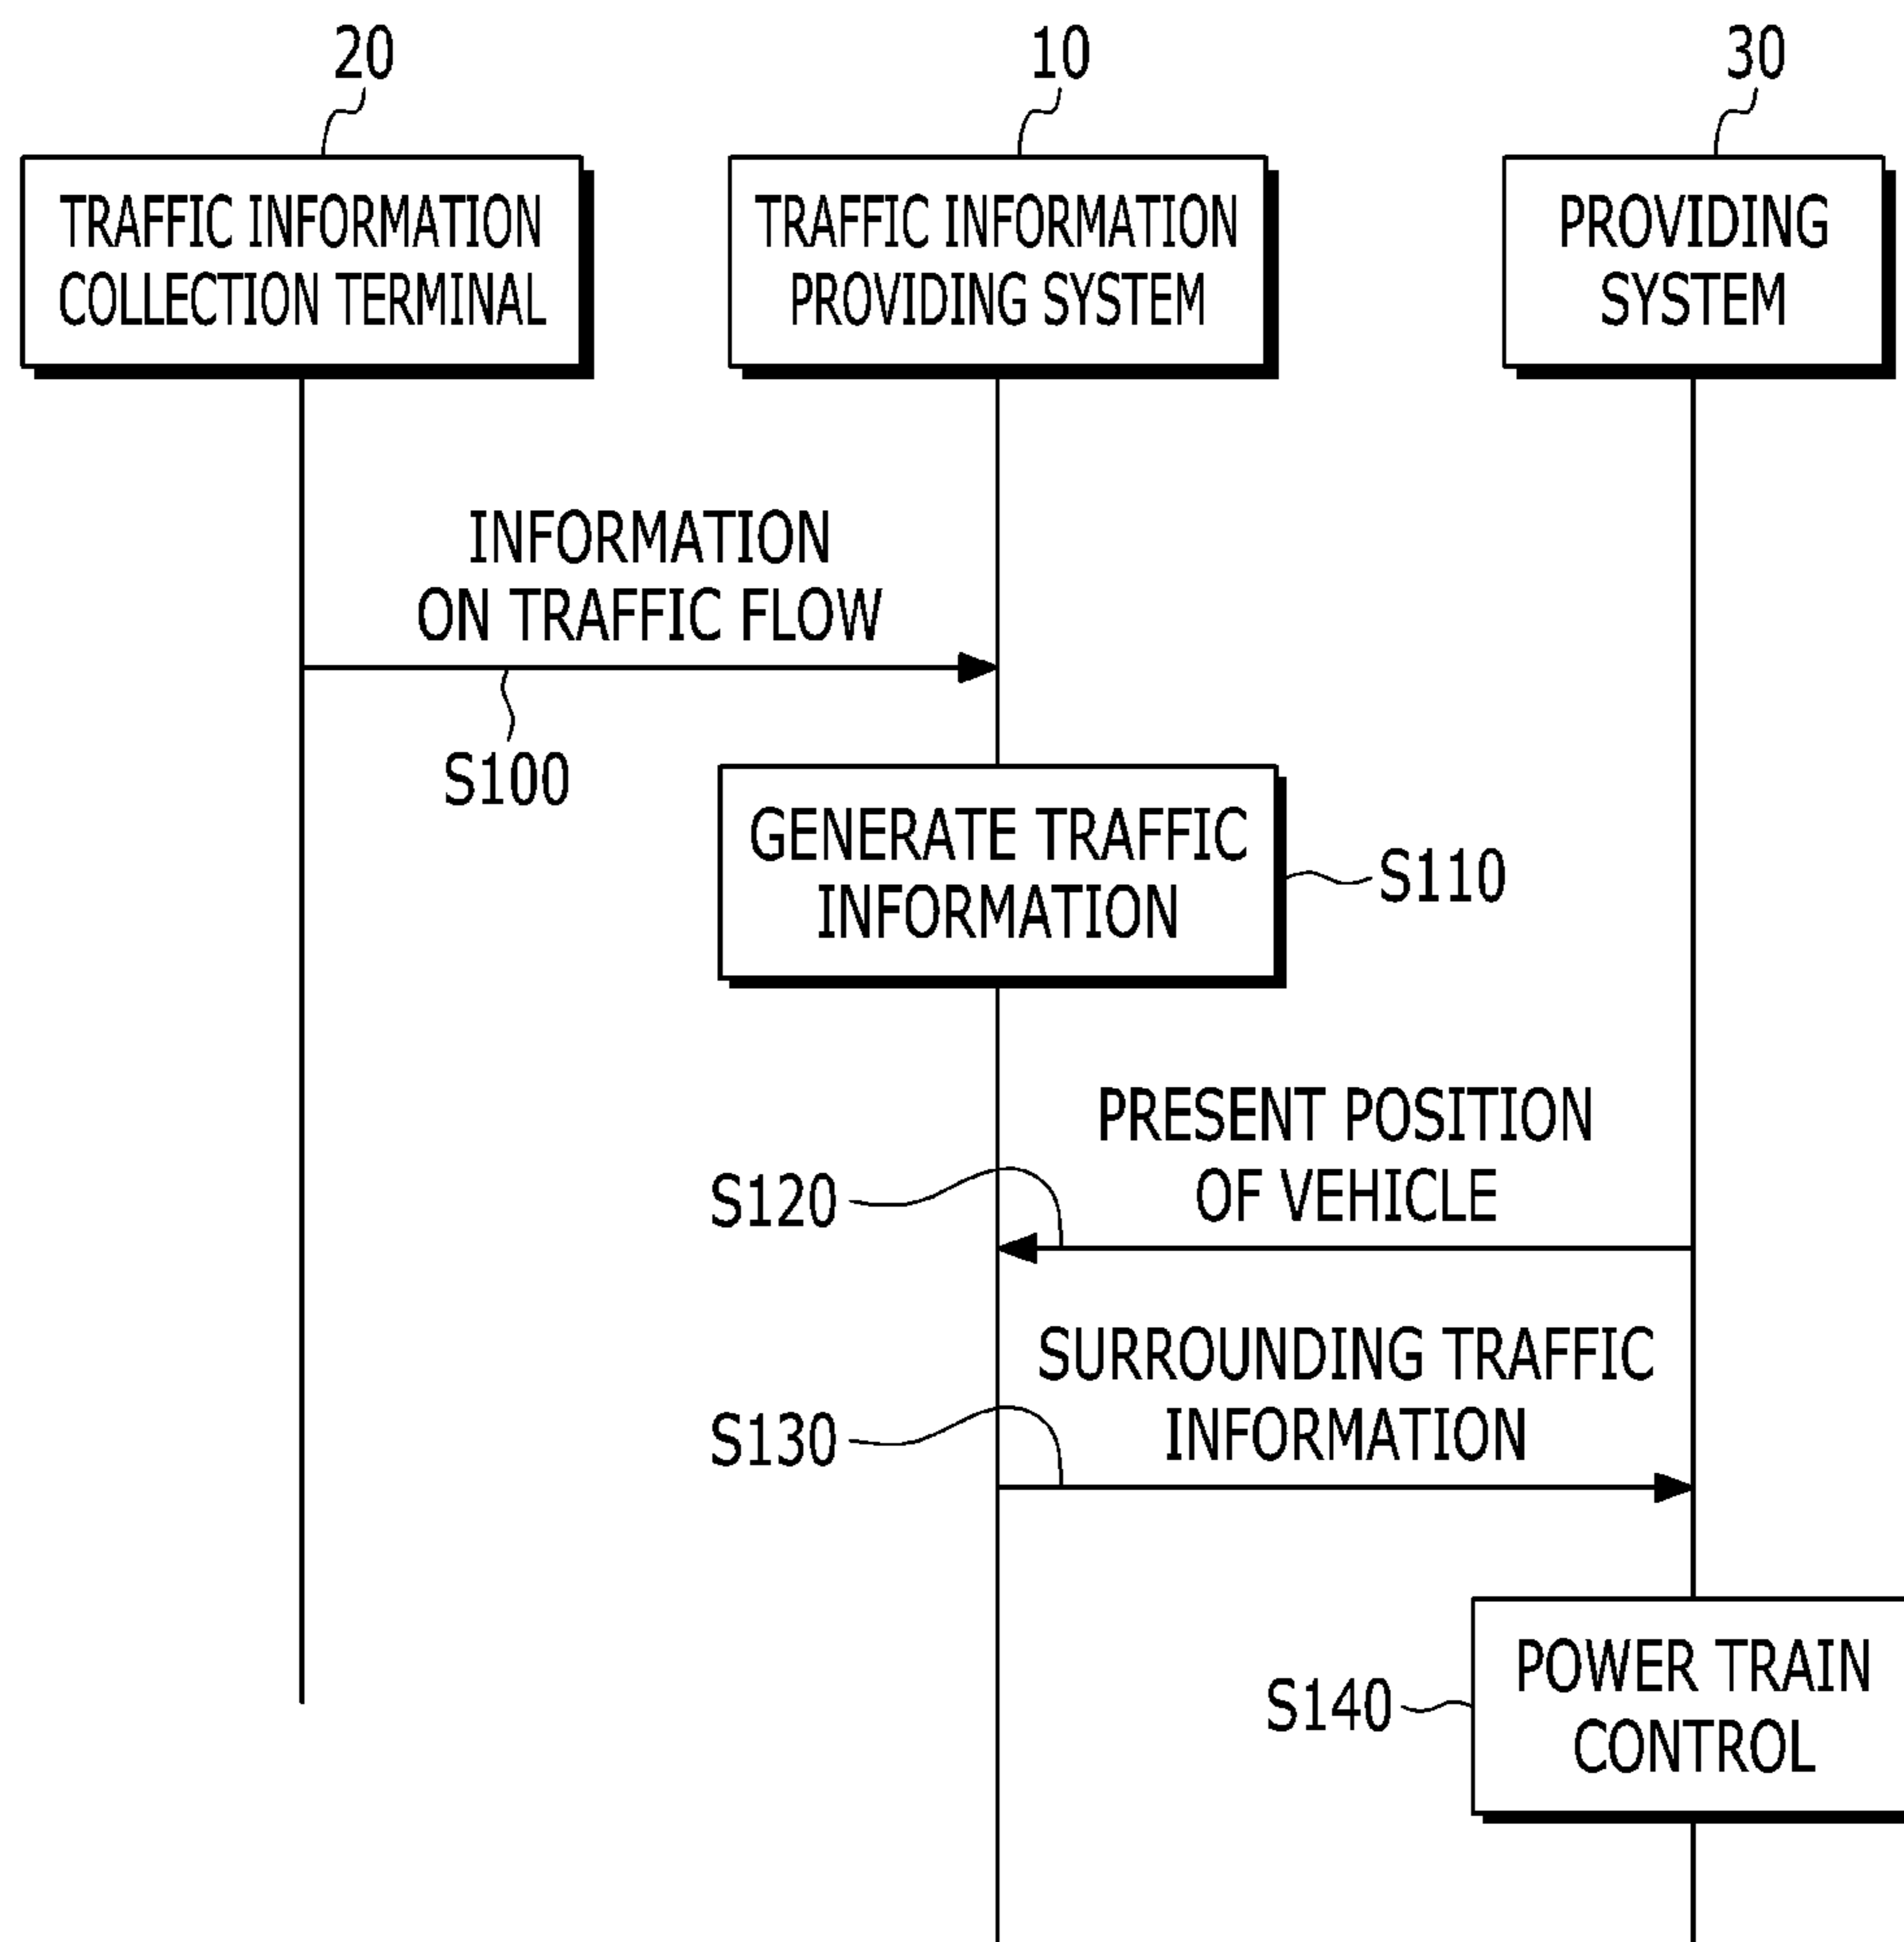 20
10
30
TRAFFIC INFORMATION
COLLECTION TERMINAL
TRAFFIC INFORMATION
PROVIDING SYSTEM
PROVIDING
SYSTEM
INFORMATION
ON TRAFFIC FLOW
S100
GENERATE TRAFFIC
INFORMATION
S110
PRESENT POSITION
OF VEHICLE
S120
SURROUNDING TRAFFIC
INFORMATION
S130
POWER TRAIN
CONTROL
S140